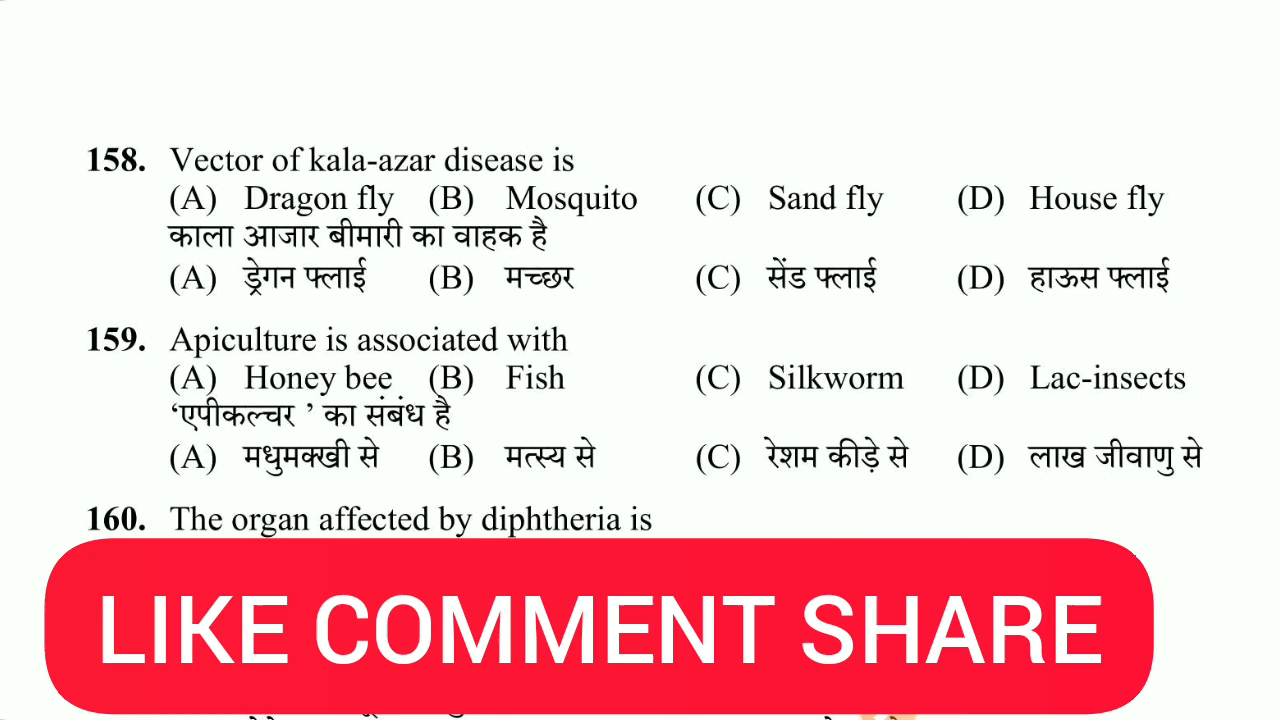 158. Vector of kala-azar disease is
(A) Dragon fly (B) Mosquito (C) Sand fly (D) House fly
काला आजार बीमारी का वाहक है
(A) ड्रेगन फ्लाई (B) मच्छर (C) सेंड फ्लाई (D) हाऊस फ्लाई
159. Apiculture is associated with
(A) Honey bee (B) Fish (C) Silkworm (D) Lac-insects
‘एपीकल्चर ’ का संबंध है
(A) मधुमक्खी से (B) मत्स्य से (C) रेशम कीड़े से (D) लाख जीवाणु से
160. The organ affected by diphtheria is
LIKE COMMENT SHARE